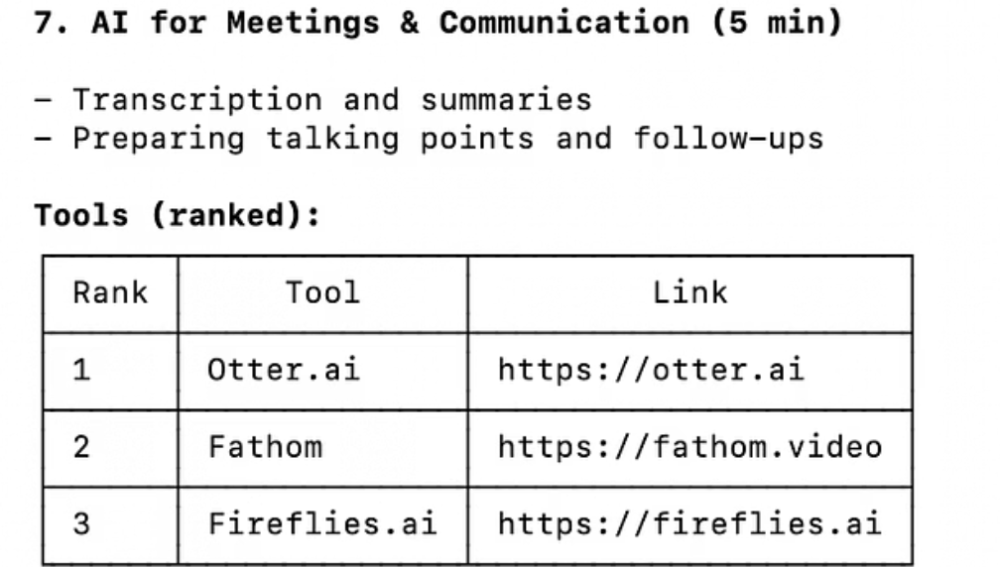 7. AI for Meetings & Communication (5 min)
– Transcription and summaries
– Preparing talking points and follow-ups
Tools (ranked):
Rank Tool Link
1 Otter.ai https://otter.ai
2 Fathom https://fathom.video
3 Fireflies.ai https://fireflies.ai